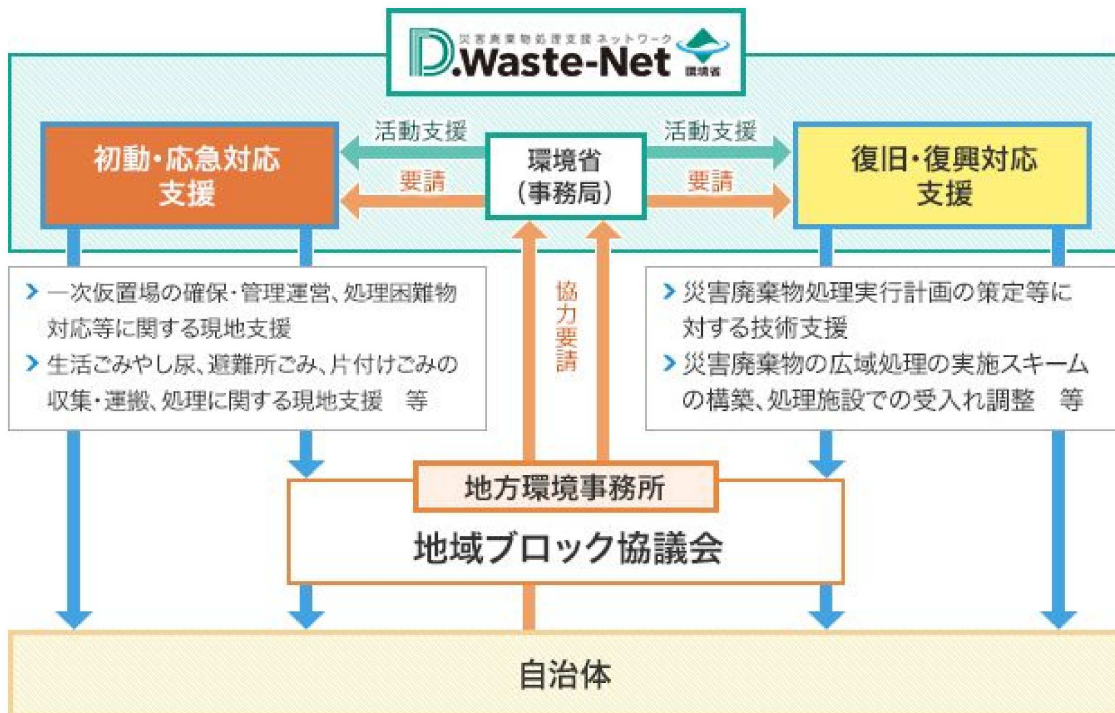 災害廃棄物処理支援ネットワーク
D.Waste-Net
環境省
初動・応急対応
支援
活動支援
要請
環境省
（事務局）
活動支援
要請
復旧・復興対応
支援
一次仮置場の確保・管理運営、処理困難物
対応等に関する現地支援
生活ごみやし尿、避難所ごみ、片付けごみの
収集・運搬、処理に関する現地支援　等
協力要請
災害廃棄物処理実行計画の策定等に
対する技術支援
災害廃棄物の広域処理の実施スキーム
の構築、処理施設での受入れ調整　等
地方環境事務所
地域ブロック協議会
自治体